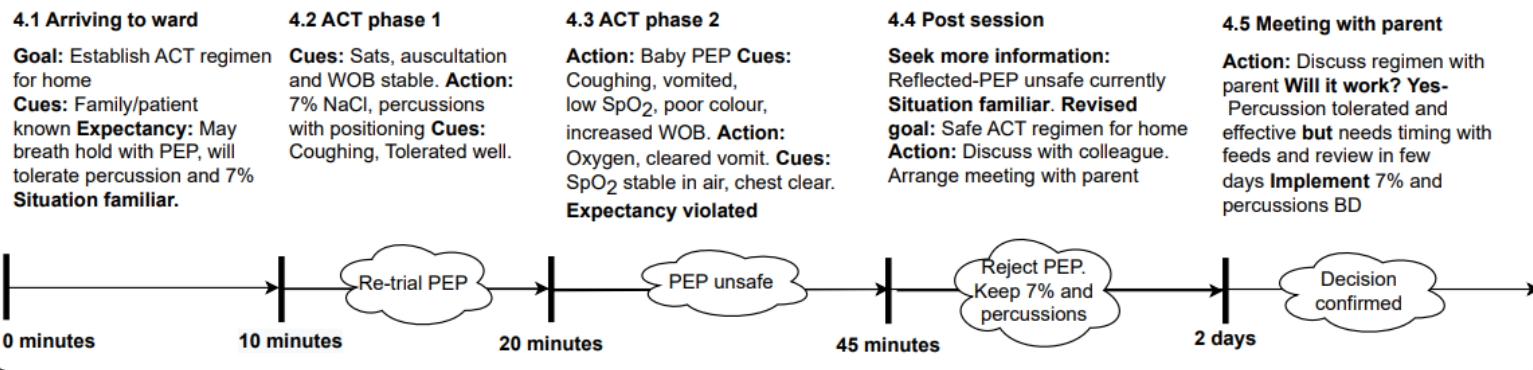 4.1 Arriving to ward
Goal: Establish ACT regimen
for home
Cues: Family/patient
known Expectancy: May
breath hold with PEP, will
tolerate percussion and 7%
Situation familiar.
4.2 ACT phase 1
Cues: Sats, auscultation
and WOB stable. Action:
7% NaCl, percussions
with positioning Cues:
Coughing, Tolerated well.
4.3 ACT phase 2
Action: Baby PEP Cues:
Coughing, vomited,
low SpO2, poor colour,
increased WOB. Action:
Oxygen, cleared vomit. Cues:
SpO2 stable in air, chest clear.
Expectancy violated
4.4 Post session
Seek more information:
Reflected-PEP unsafe currently
Situation familiar. Revised
goal: Safe ACT regimen for home
Action: Discuss with colleague.
Arrange meeting with parent
4.5 Meeting with parent
Action: Discuss regimen with
parent Will it work? Yes-
Percussion tolerated and
effective but needs timing with
feeds and review in few
days Implement 7% and
percussions BD
Re-trial PEP
PEP unsafe
Reject PEP.
Keep 7% and
percussions
Decision
confirmed
0 minutes
10 minutes
20 minutes
45 minutes
2 days